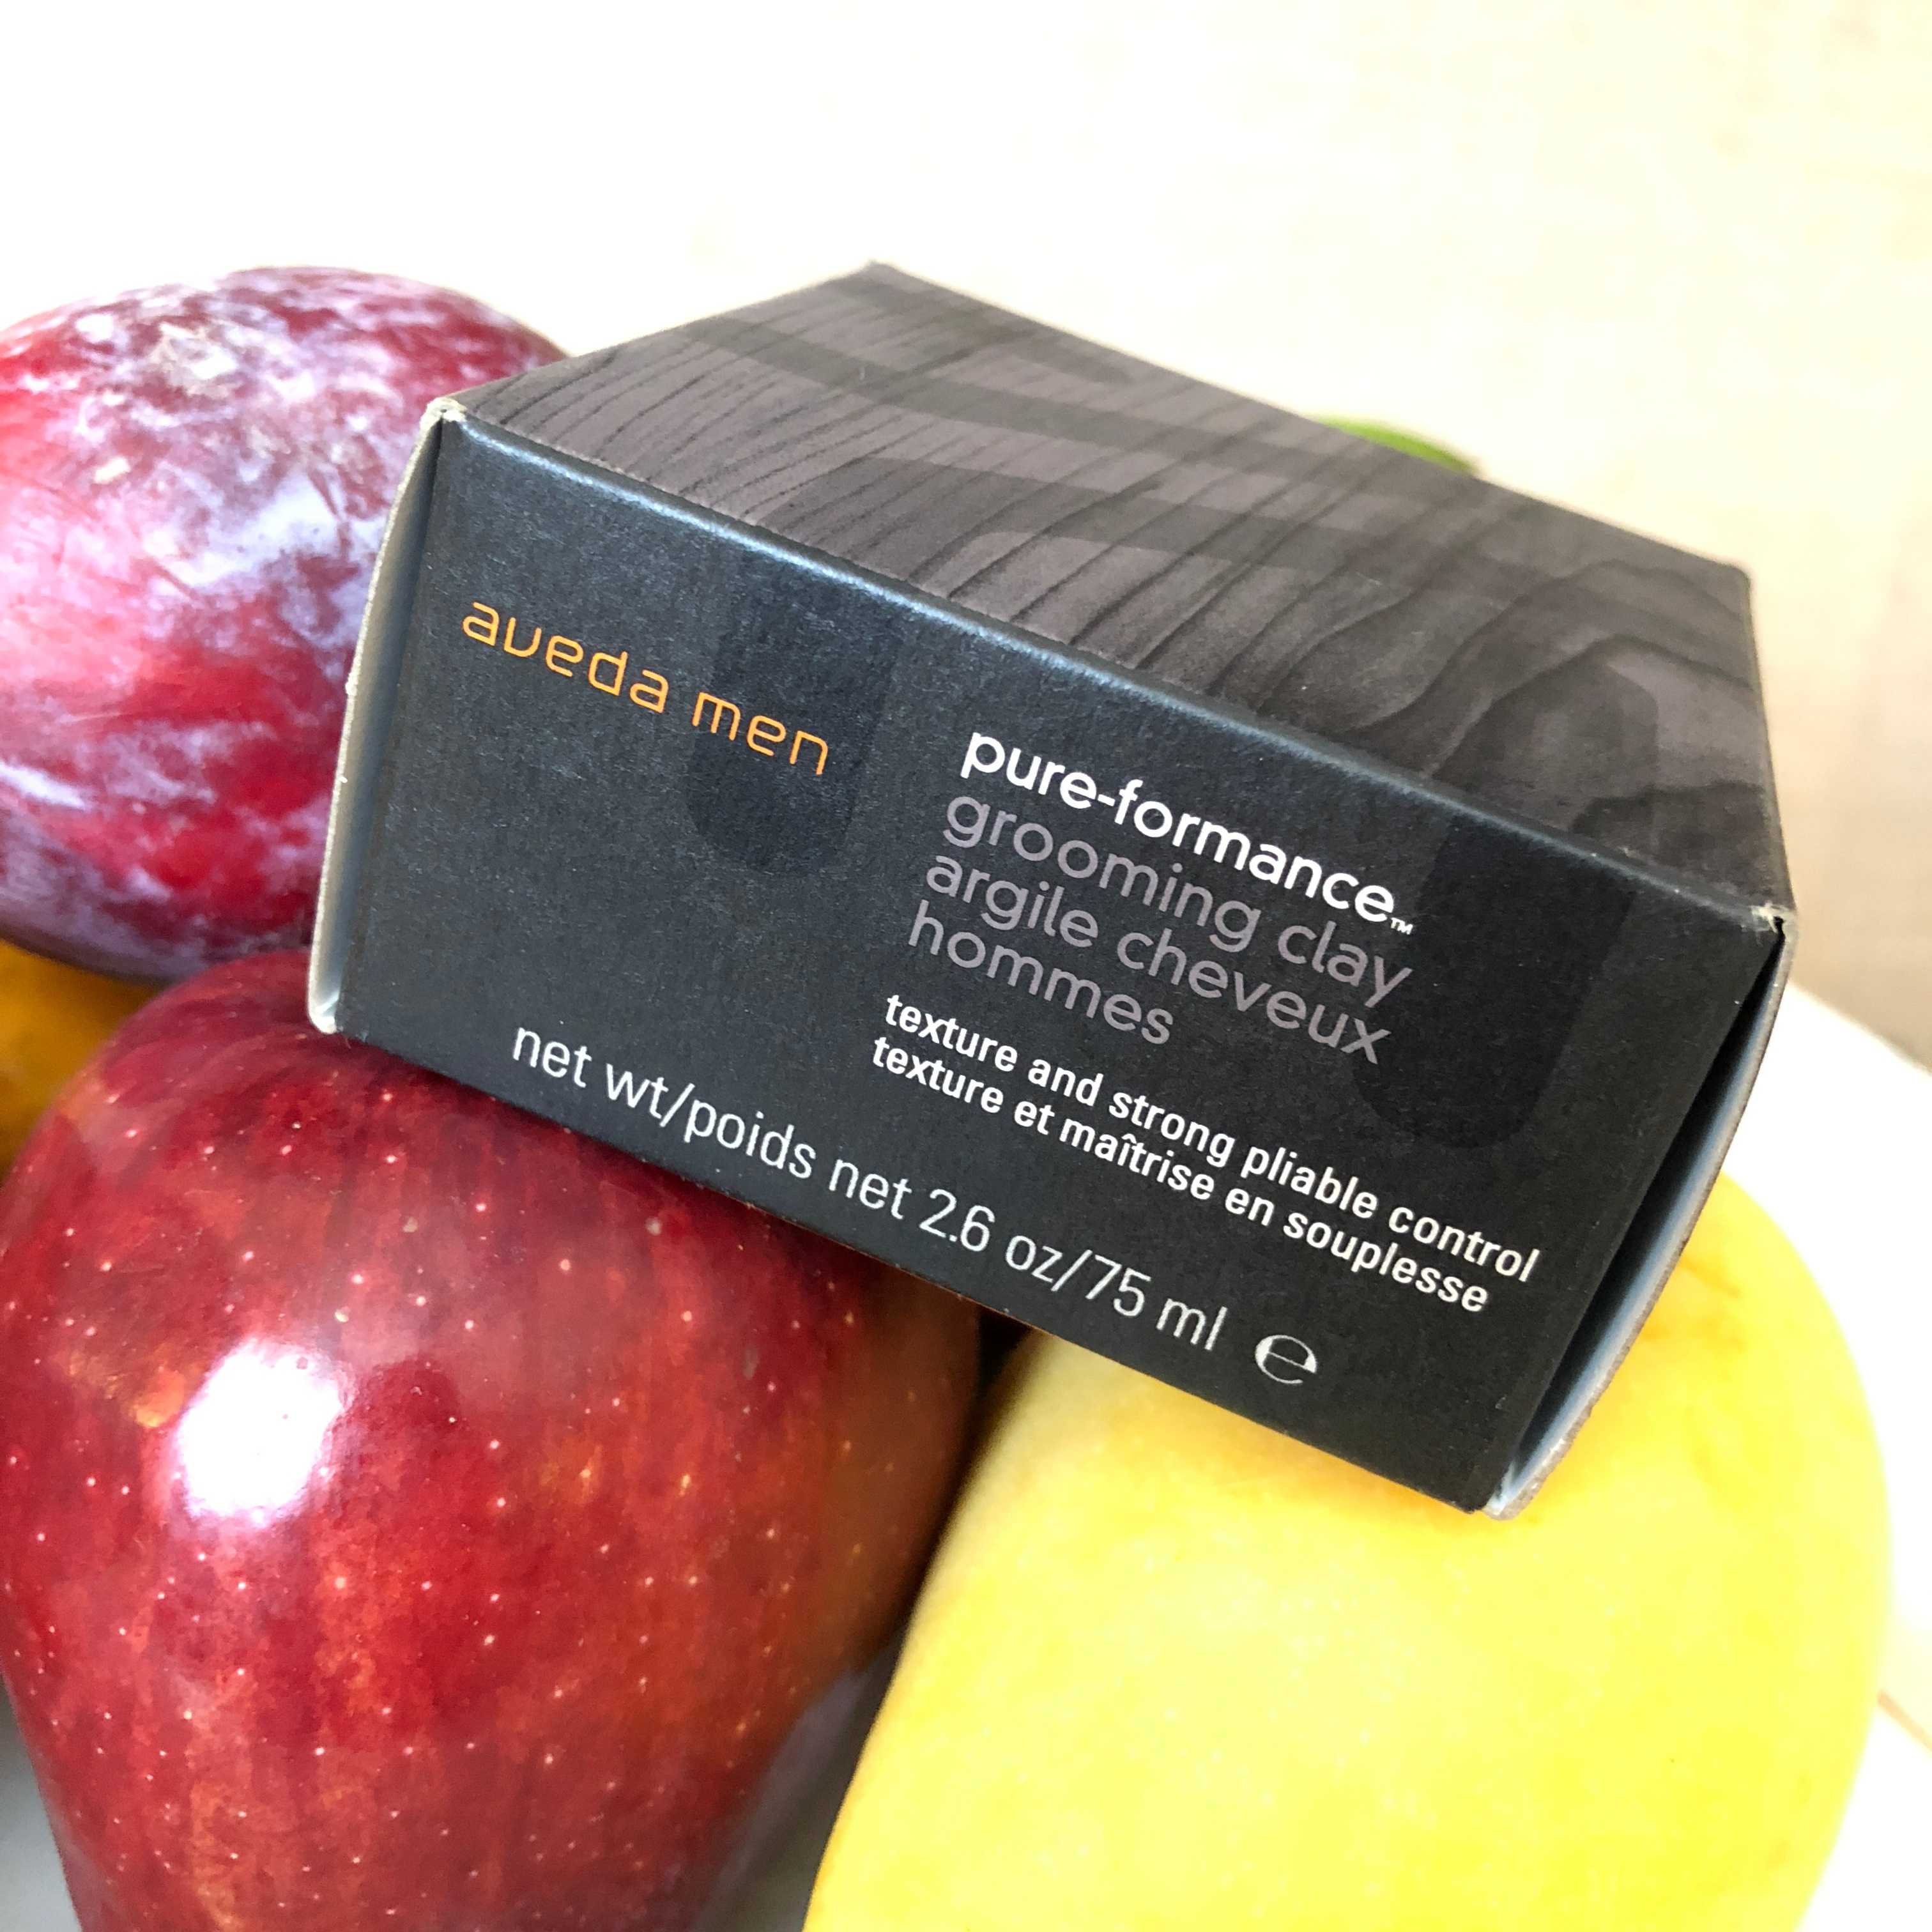 aveda men
pure-formance™
grooming clay
argile cheveux
hommes
texture and strong pliable control
texture et maîtrise en souplesse
net wt/poids net 2.6 oz/75 ml ℮